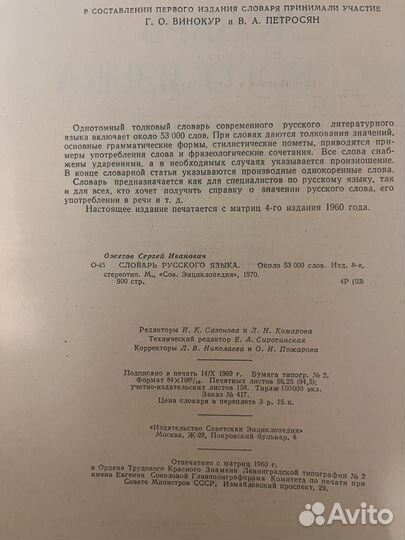 В СОСТАВЛЕНИИ ПЕРВОГО ИЗДАНИЯ СЛОВАРЯ ПРИНИМАЛИ УЧАСТИЕ
Г. О. ВИНОКУР и В. А. ПЕТРОСЯН
Однотомный толковый словарь современного русского литературного
языка включает около 53 000 слов. При словах даются толкования значений,
основные грамматические формы, стилистические пометы, приводятся при-
меры употребления слова и фразеологические сочетания. Все слова снаб-
жены ударениями, а в необходимых случаях указывается произношение.
В конце словарной статьи указываются производные однокоренные слова.
Словарь предназначается как для специалистов по русскому языку, так
и для всех, кто хочет получить справку о значении русского слова, его
употреблении в речи и т. д.
Настоящее издание печатается с матриц 4-го издания 1960 года.
Ожегов Сергей Иванович
О-45 СЛОВАРЬ РУССКОГО ЯЗЫКА. Около 53 000 слов. Изд. 8-е,
стереотип. М., «Сов. Энциклопедия», 1970.
900 стр. 4Р (03)
Редакторы И. К. Сазонова и Л. Н. Комарова
Технический редактор Е. А. Сиротинская
Корректоры Л. В. Николаева и О. И. Пожарова
Подписано в печать 14/X 1969 г. Бумага типогр. № 2.
Формат 84×108¹/₁₆. Печатных листов 56,25 (94,5);
учетно-издательских листов 158. Тираж 150 000 экз.
Заказ № 417.
Цена словаря в переплете 3 р. 15 к.
«Издательство Советская Энциклопедия»
Москва, Ж-28, Покровский бульвар, 8
Отпечатано с матриц 1960 г.
в Ордена Трудового Красного Знамени Ленинградской типографии № 2
имени Евгении Соколовой Главполиграфпрома Комитета по печати при
Совете Министров СССР, Измайловский проспект, 29.
Avito